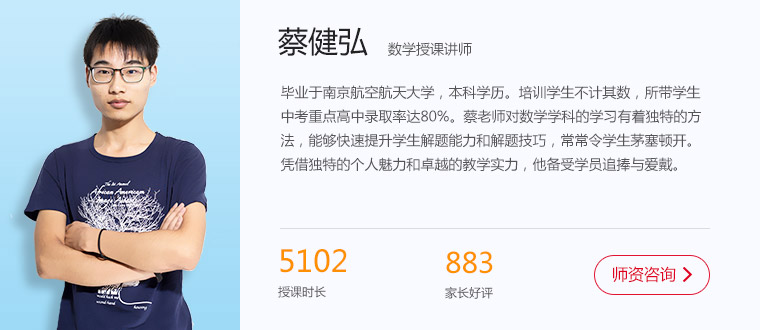 蔡健弘 数学授课讲师
毕业于南京航空航天大学，本科学历。培训学生不计其数，所带学生
中考重点高中录取率达80%。蔡老师对数学学科的学习有着独特的方
法，能够快速提升学生解题能力和解题技巧，常常令学生茅塞顿开。
凭借独特的个人魅力和卓越的教学实力，他备受学员追捧与爱戴。
African American
5102 883
授课时长 家长好评
师资咨询